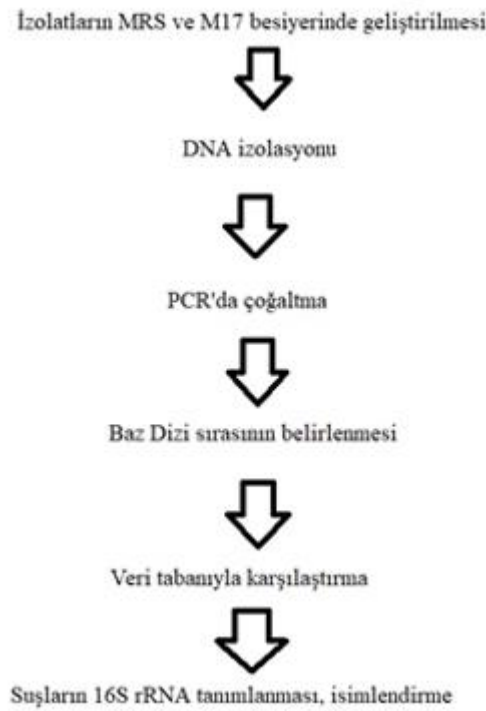 İzolatların MRS ve M17 besiyerinde geliştirilmesi
DNA izolasyonu
PCR'da çoğaltma
Baz Dizi sırasının belirlenmesi
Veri tabanıyla karşılaştırma
Suşların 16S rRNA tanımlanması, isimlendirme